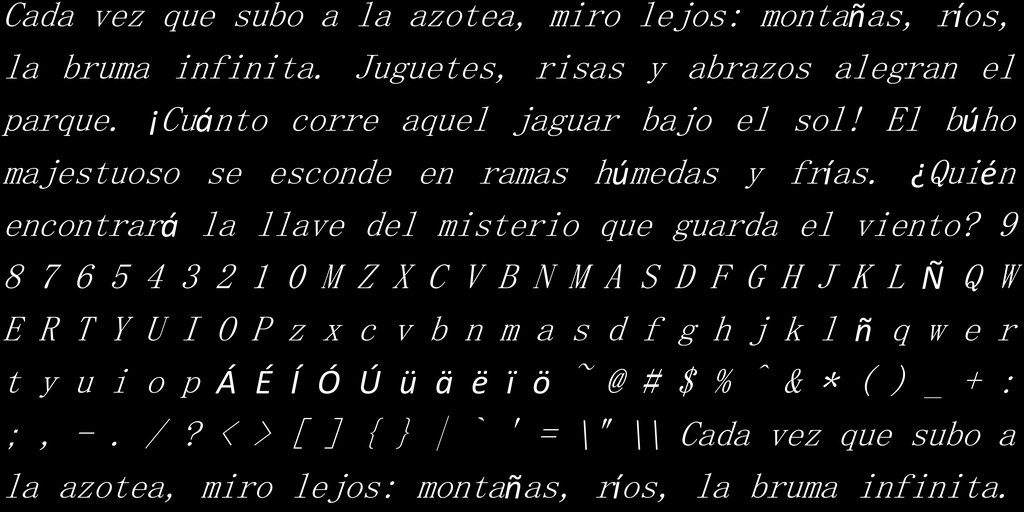 Cada vez que subo a la azotea, miro lejos: montañas, ríos,
la bruma infinita. Juguetes, risas y abrazos alegran el
parque. ¡Cuánto corre aquel jaguar bajo el sol! El búho
majestuoso se esconde en ramas húmedas y frías. ¿Quién
encontrará la llave del misterio que guarda el viento? 9
8 7 6 5 4 3 2 1 0 M Z X C V B N M A S D F G H J K L Ñ Q W
E R T Y U I O P z x c v b n m a s d f g h j k l ñ q w e r
t y u i o p Á É Í Ó Ú ü ä ë ï ö ~ @ # $ % ^ & * ( ) _ + :
; , - . / ? < > [ ] { } | ` ' = \" \\ Cada vez que subo a
la azotea, miro lejos: montañas, ríos, la bruma infinita.